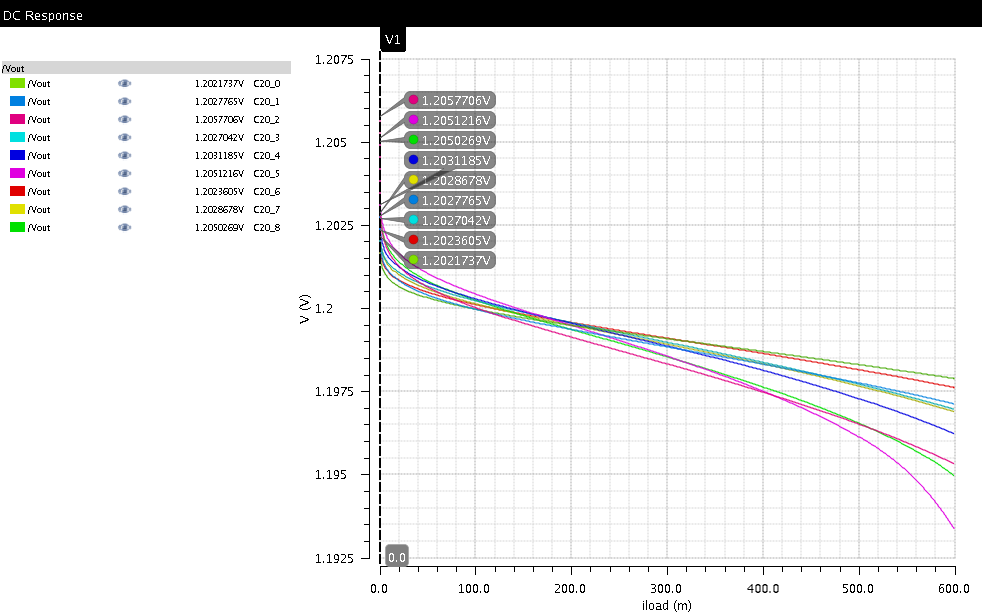 DC Response
V1
/Vout
/Vout 1.2021737V C20_0
/Vout 1.2027765V C20_1
/Vout 1.2057706V C20_2
/Vout 1.2027042V C20_3
/Vout 1.2031185V C20_4
/Vout 1.2051216V C20_5
/Vout 1.2023605V C20_6
/Vout 1.2028678V C20_7
/Vout 1.2050269V C20_8
1.2075
1.205
1.2025
1.2
1.1975
1.195
1.1925
V (V)
1.2057706V
1.2051216V
1.2050269V
1.2031185V
1.2028678V
1.2027765V
1.2027042V
1.2023605V
1.2021737V
0.0
0.0 100.0 200.0 300.0 400.0 500.0 600.0
iload (m)